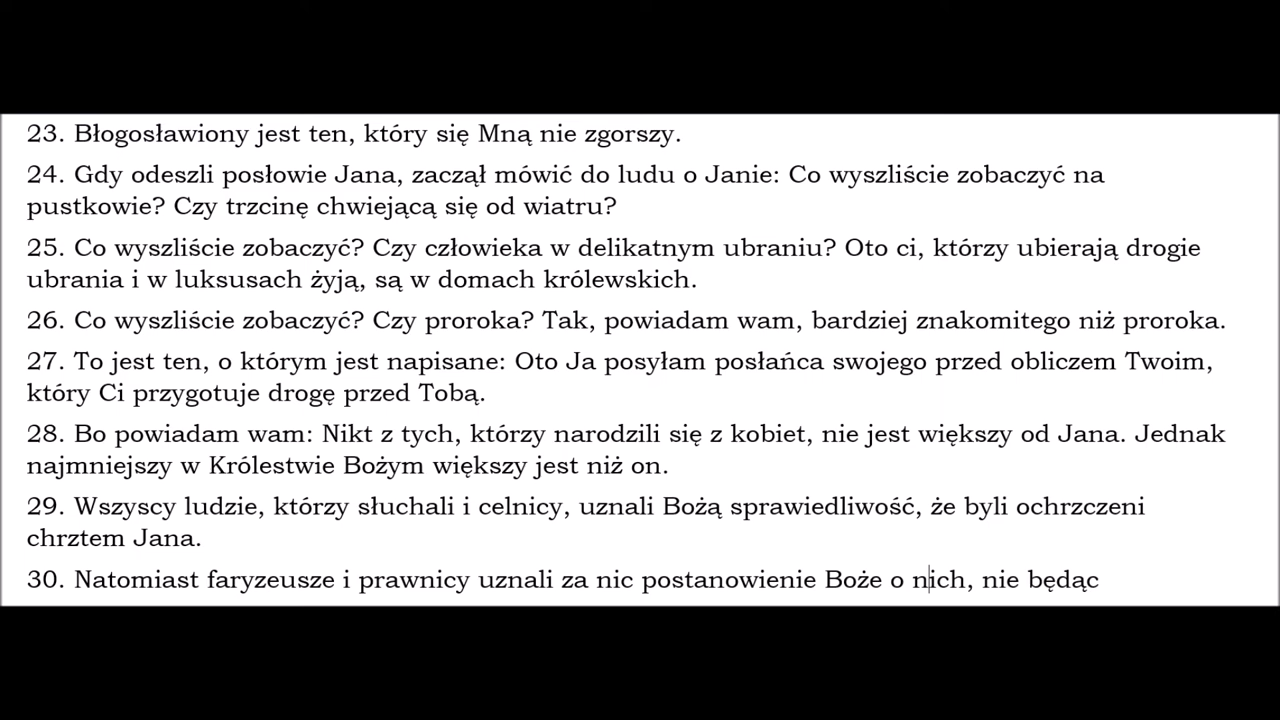 23. Błogosławiony jest ten, który się Mną nie zgorszy.
24. Gdy odeszli posłowie Jana, zaczął mówić do ludu o Janie: Co wyszliście zobaczyć na
pustkowie? Czy trzcinę chwiejącą się od wiatru?
25. Co wyszliście zobaczyć? Czy człowieka w delikatnym ubraniu? Oto ci, którzy ubierają drogie
ubrania i w luksusach żyją, są w domach królewskich.
26. Co wyszliście zobaczyć? Czy proroka? Tak, powiadam wam, bardziej znakomitego niż proroka.
27. To jest ten, o którym jest napisane: Oto Ja posyłam posłańca swojego przed obliczem Twoim,
który Ci przygotuje drogę przed Tobą.
28. Bo powiadam wam: Nikt z tych, którzy narodzili się z kobiet, nie jest większy od Jana. Jednak
najmniejszy w Królestwie Bożym większy jest niż on.
29. Wszyscy ludzie, którzy słuchali i celnicy, uznali Bożą sprawiedliwość, że byli ochrzczeni
chrztem Jana.
30. Natomiast faryzeusze i prawnicy uznali za nic postanowienie Boże o nich, nie będąc